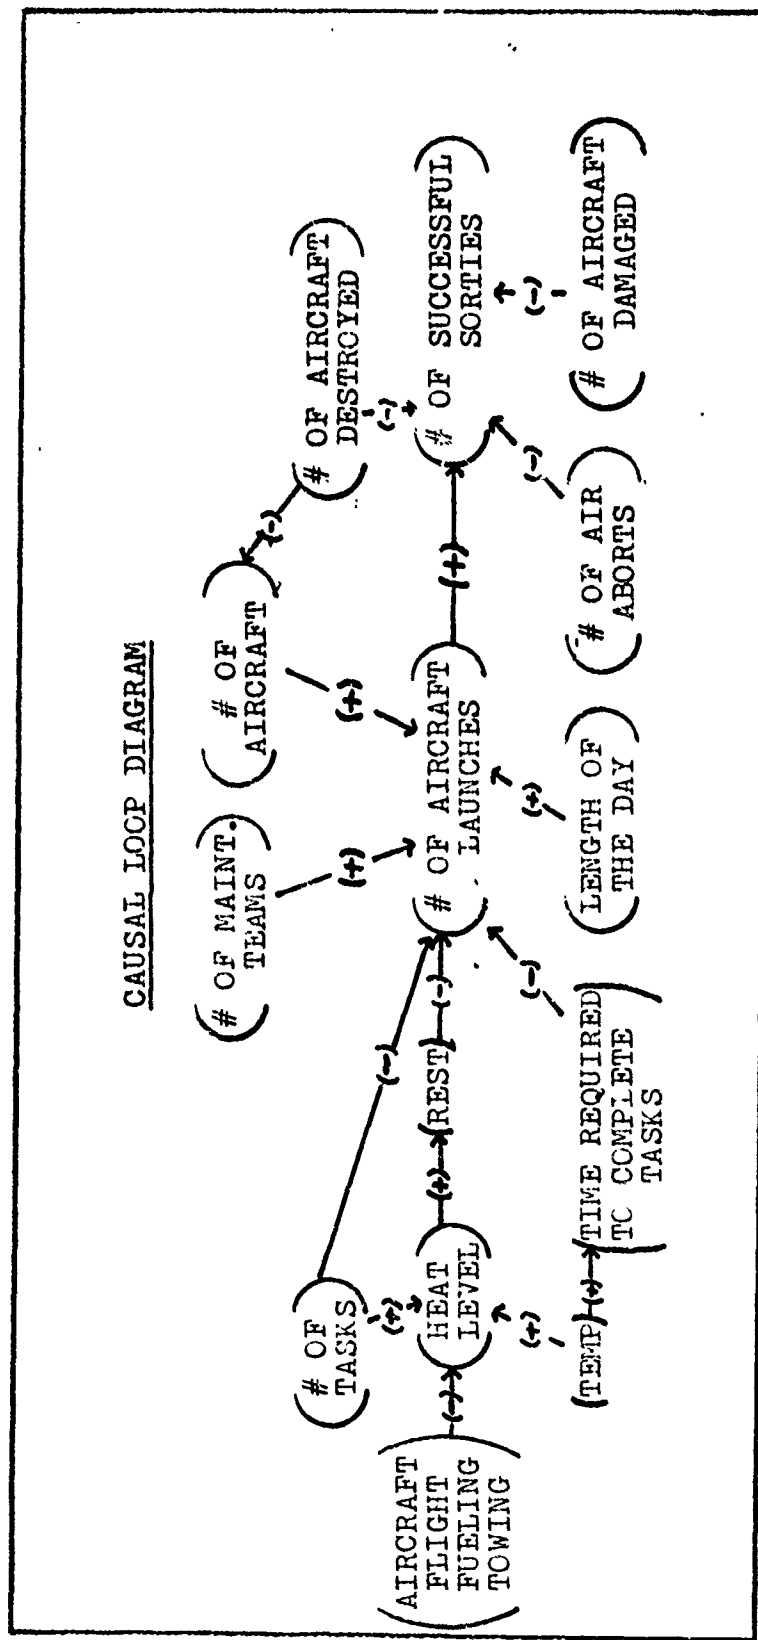 CAUSAL LOOP DIAGRAM
# OF MAINT.
TEAMS
# OF
AIRCRAFT
# OF AIRCRAFT
DESTROYED
(-)
(+)
(+)
(-)
# OF
TASKS
(-)
(+)
AIRCRAFT
FLIGHT
FUELING
TOWING
(-)
HEAT
LEVEL
(+)
(REST)
(-)
# OF AIRCRAFT
LAUNCHES
(+)
# OF SUCCESSFUL
SORTIES
(+)
(-)
(+)
(-)
(-)
(TEMP)
(+)
TIME REQUIRED
TO COMPLETE
TASKS
LENGTH OF
THE DAY
# OF AIR
ABORTS
# OF AIRCRAFT
DAMAGED